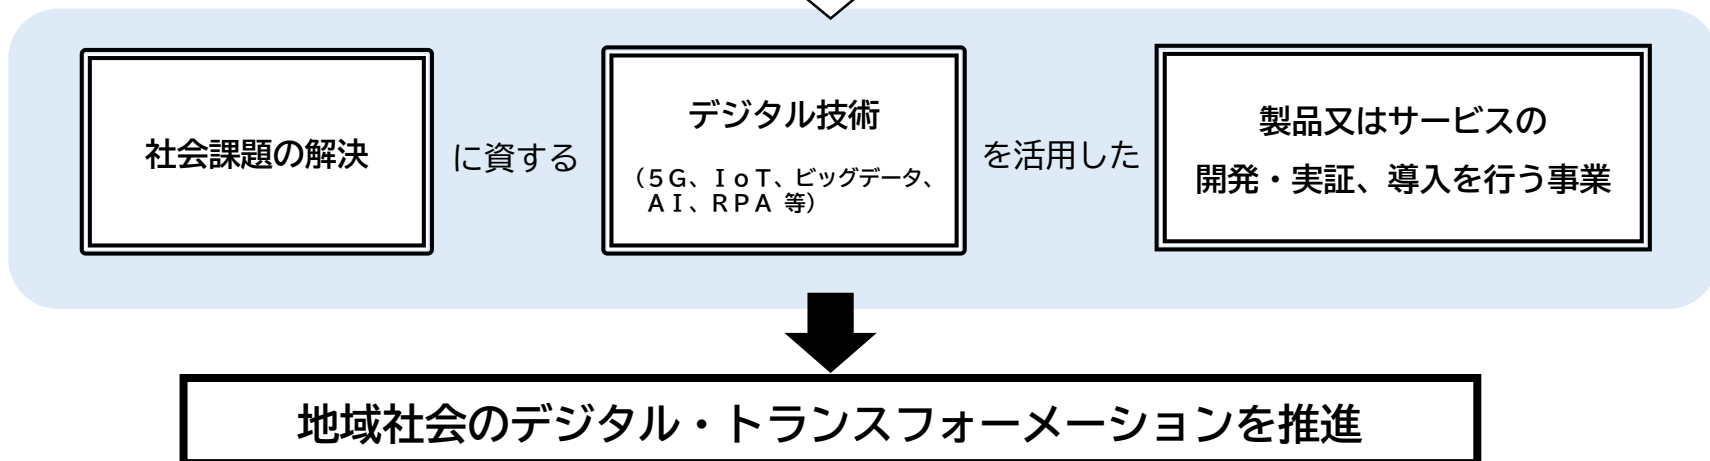 社会課題の解決
に資する
デジタル技術
（５Ｇ、ＩｏＴ、ビッグデータ、
ＡＩ、ＲＰＡ 等）
を活用した
製品又はサービスの
開発・実証、導入を行う事業
地域社会のデジタル・トランスフォーメーションを推進